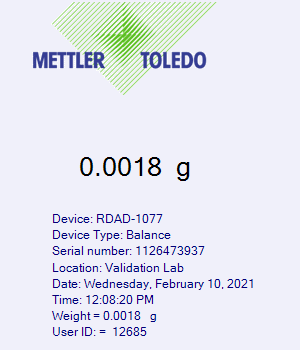 METTLER TOLEDO
0.0018 g
Device: RDAD-1077
Device Type: Balance
Serial number: 1126473937
Location: Validation Lab
Date: Wednesday, February 10, 2021
Time: 12:08:20 PM
Weight = 0.0018 g
User ID: = 12685